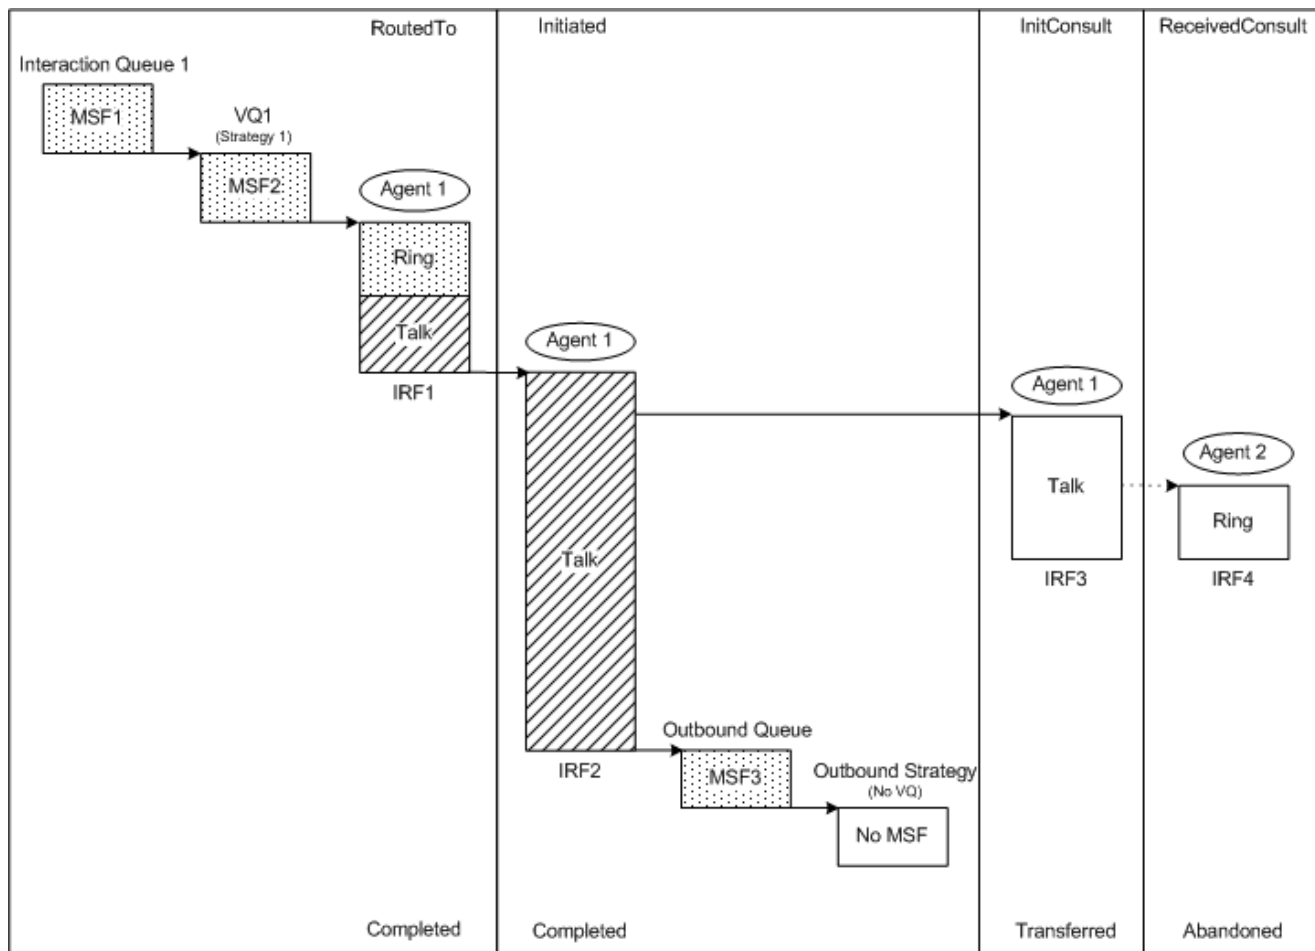 RoutedTo
Initiated
InitConsult
ReceivedConsult
Interaction Queue 1
MSF1
VQ1
(Strategy 1)
MSF2
Agent 1
Ring
Talk
IRF1
Agent 1
Talk
IRF2
Agent 1
Talk
IRF3
Agent 2
Ring
IRF4
Outbound Queue
MSF3
Outbound Strategy
(No VQ)
No MSF
Completed
Completed
Transferred
Abandoned